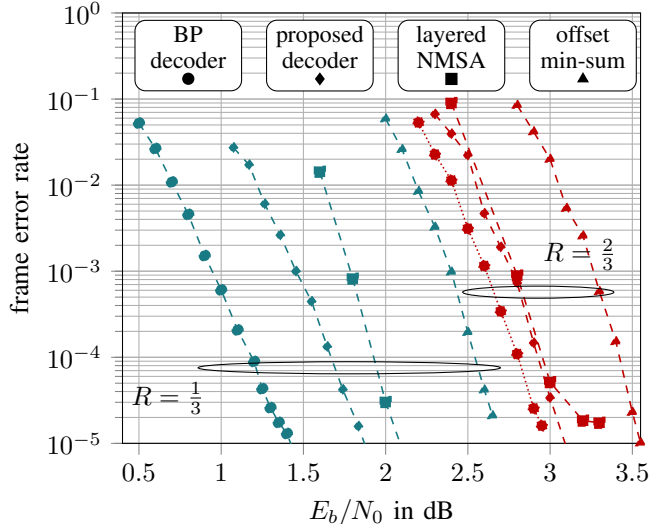 10^0
10^{-1}
10^{-2}
10^{-3}
10^{-4}
10^{-5}
frame error rate
BP
decoder
proposed
decoder
layered
NMSA
offset
min-sum
R = 2/3
R = 1/3
0.5 1 1.5 2 2.5 3 3.5
E_b/N_0 in dB